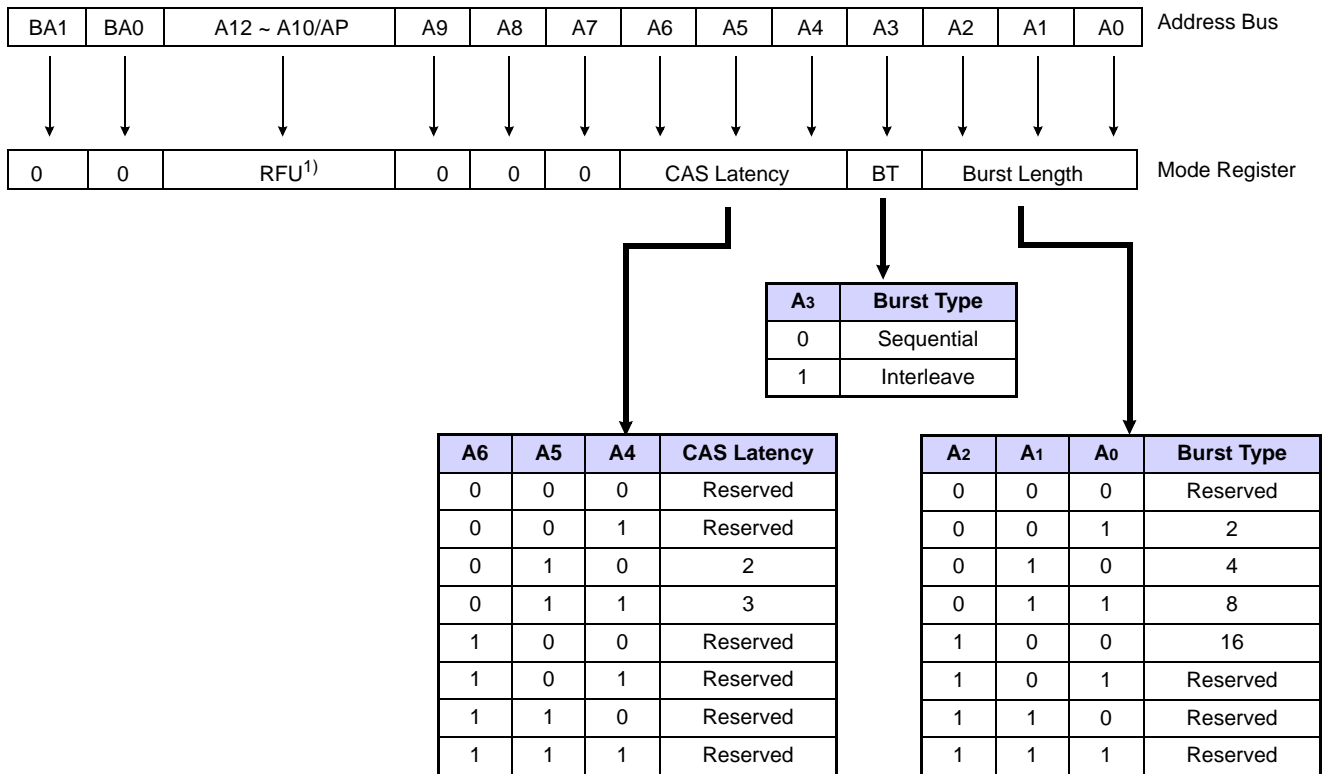 BA1 BA0 A12 ~ A10/AP A9 A8 A7 A6 A5 A4 A3 A2 A1 A0 Address Bus
0 0 RFU1) 0 0 0 CAS Latency BT Burst Length Mode Register
A3 Burst Type
0 Sequential
1 Interleave
A6 A5 A4 CAS Latency
0 0 0 Reserved
0 0 1 Reserved
0 1 0 2
0 1 1 3
1 0 0 Reserved
1 0 1 Reserved
1 1 0 Reserved
1 1 1 Reserved
A2 A1 A0 Burst Type
0 0 0 Reserved
0 0 1 2
0 1 0 4
0 1 1 8
1 0 0 16
1 0 1 Reserved
1 1 0 Reserved
1 1 1 Reserved